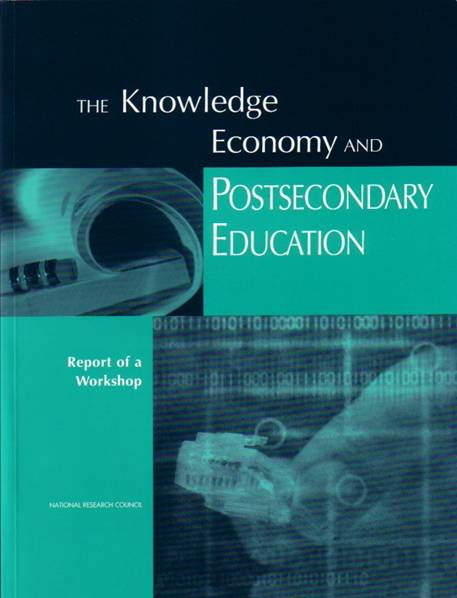 THE Knowledge
Economy AND
POSTSECONDARY
EDUCATION
Report of a
Workshop
NATIONAL RESEARCH COUNCIL